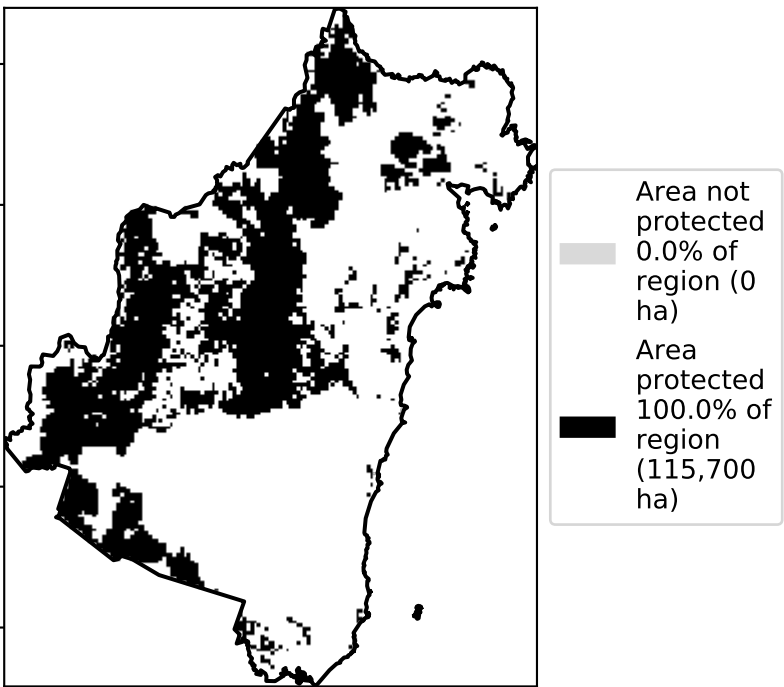 Area not
protected
0.0% of
region (0
ha)
Area
protected
100.0% of
region
(115,700
ha)